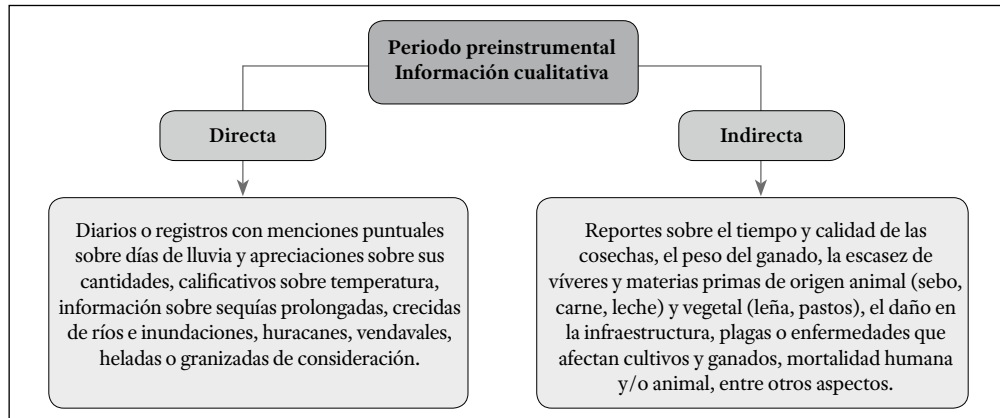 Periodo preinstrumental
Información cualitativa
Directa
Indirecta
Diarios o registros con menciones puntuales
sobre días de lluvia y apreciaciones sobre sus
cantidades, calificativos sobre temperatura,
información sobre sequías prolongadas, crecidas
de ríos e inundaciones, huracanes, vendavales,
heladas o granizadas de consideración.
Reportes sobre el tiempo y calidad de las
cosechas, el peso del ganado, la escasez de
víveres y materias primas de origen animal (sebo,
carne, leche) y vegetal (leña, pastos), el daño en
la infraestructura, plagas o enfermedades que
afectan cultivos y ganados, mortalidad humana
y/o animal, entre otros aspectos.